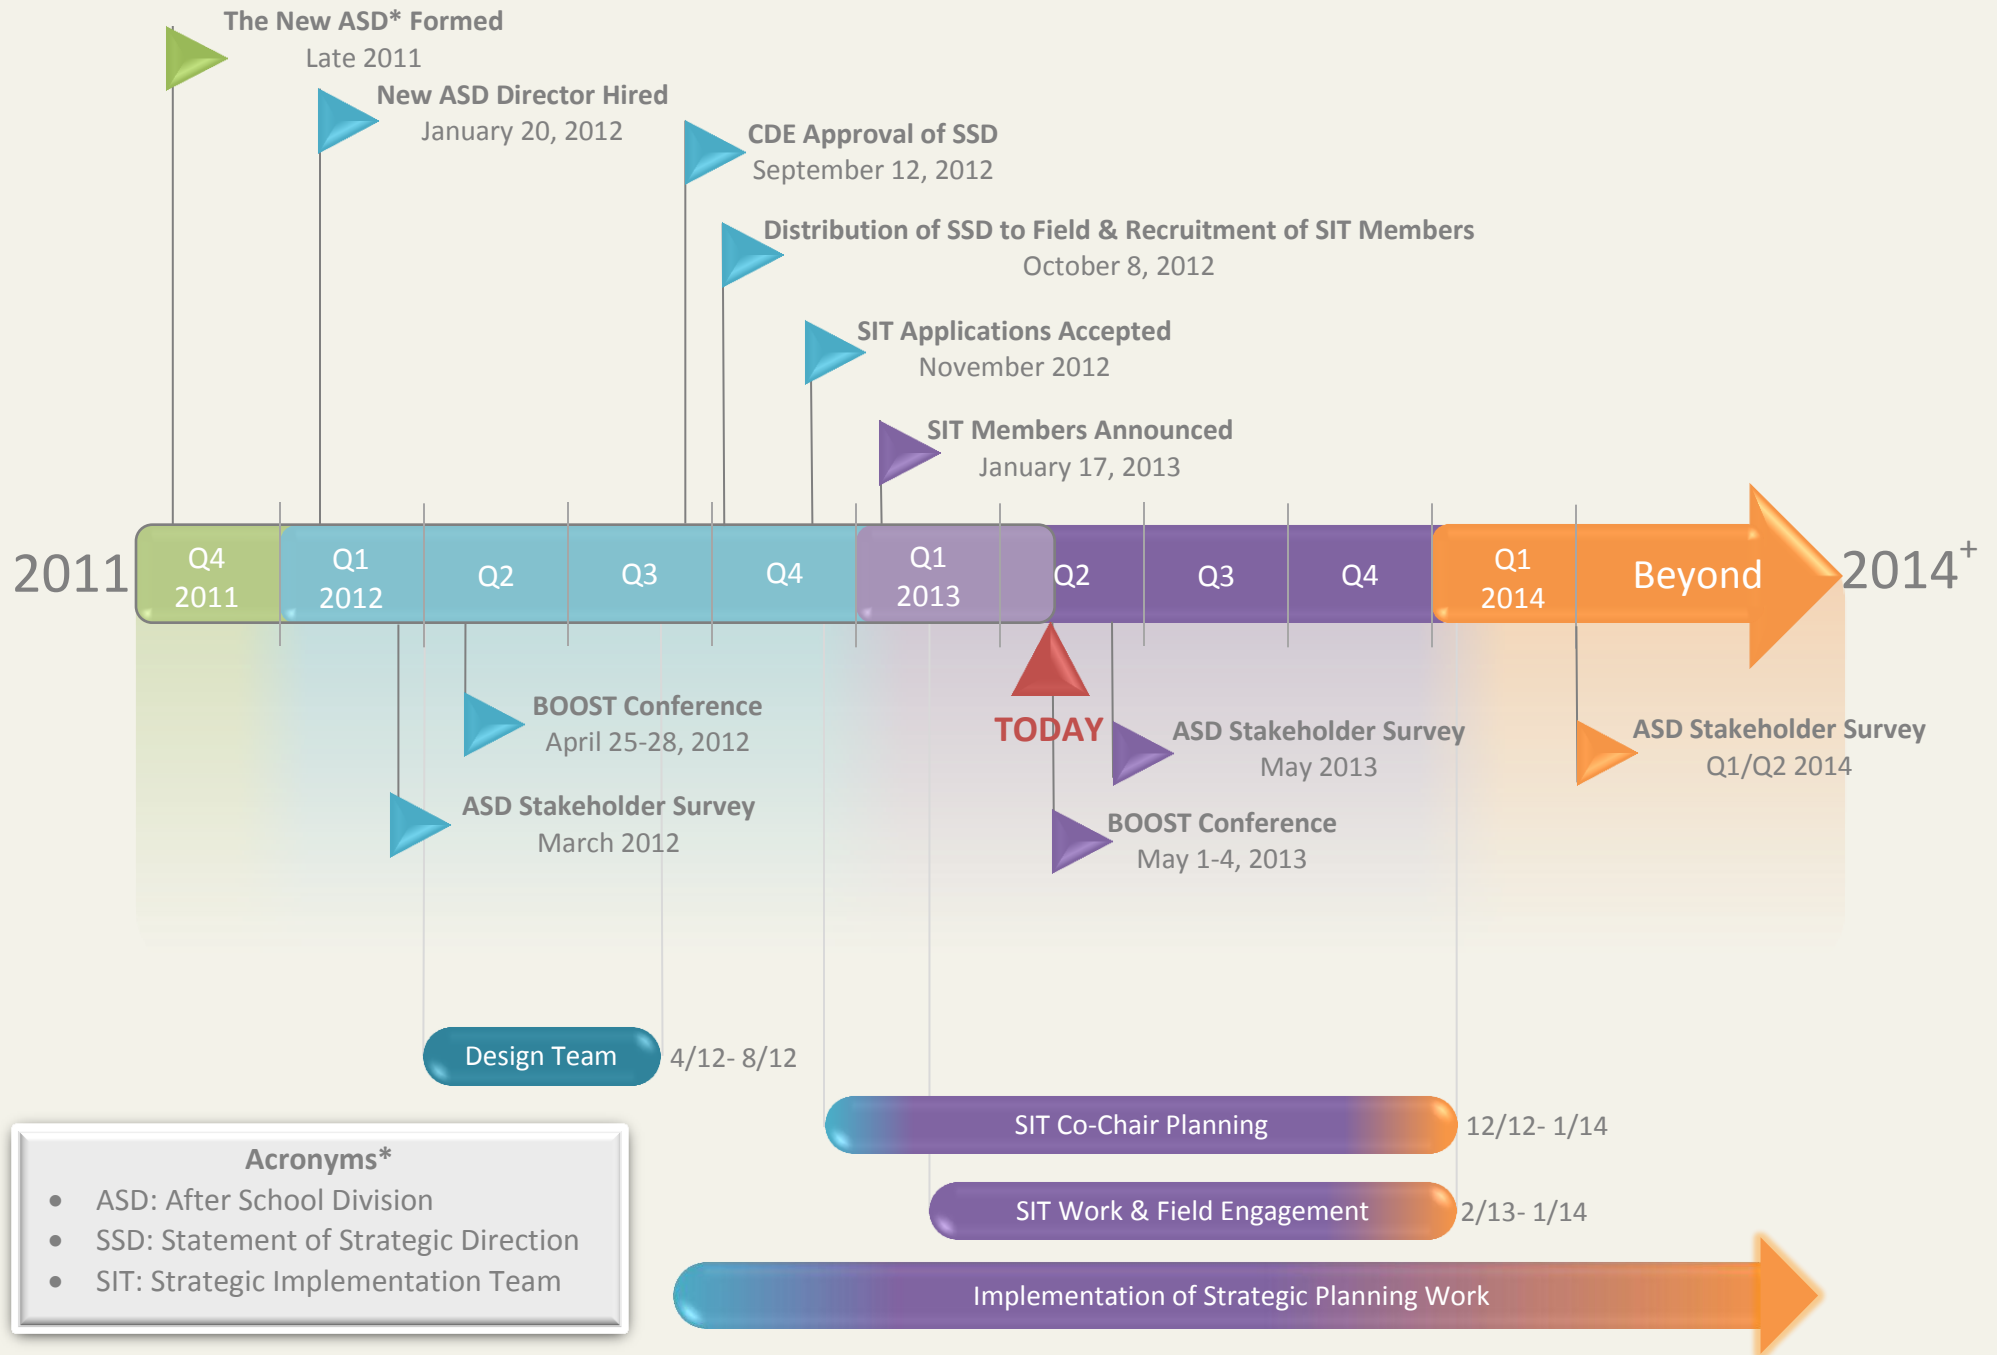 The New ASD* Formed
Late 2011
New ASD Director Hired
January 20, 2012
CDE Approval of SSD
September 12, 2012
Distribution of SSD to Field & Recruitment of SIT Members
October 8, 2012
SIT Applications Accepted
November 2012
SIT Members Announced
January 17, 2013
2011
Q4
2011
Q1
2012
Q2
Q3
Q4
Q1
2013
Q2
Q3
Q4
Q1
2014
Beyond
2014+
BOOST Conference
April 25-28, 2012
TODAY
ASD Stakeholder Survey
May 2013
ASD Stakeholder Survey
Q1/Q2 2014
ASD Stakeholder Survey
March 2012
BOOST Conference
May 1-4, 2013
Design Team
4/12- 8/12
SIT Co-Chair Planning
12/12- 1/14
SIT Work & Field Engagement
2/13- 1/14
Implementation of Strategic Planning Work
Acronyms*
• ASD: After School Division
• SSD: Statement of Strategic Direction
• SIT: Strategic Implementation Team